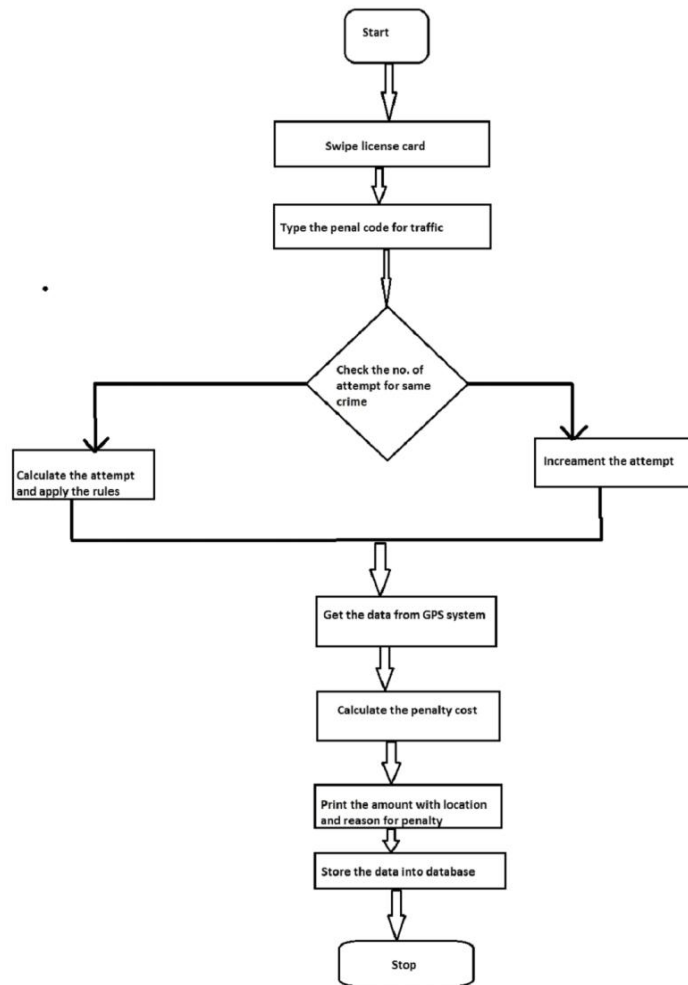 Start
Swipe license card
Type the penal code for traffic
Check the no. of
attempt for same
crime
Calculate the attempt
and apply the rules
Increament the attempt
Get the data from GPS system
Calculate the penalty cost
Print the amount with location
and reason for penalty
Store the data into database
Stop